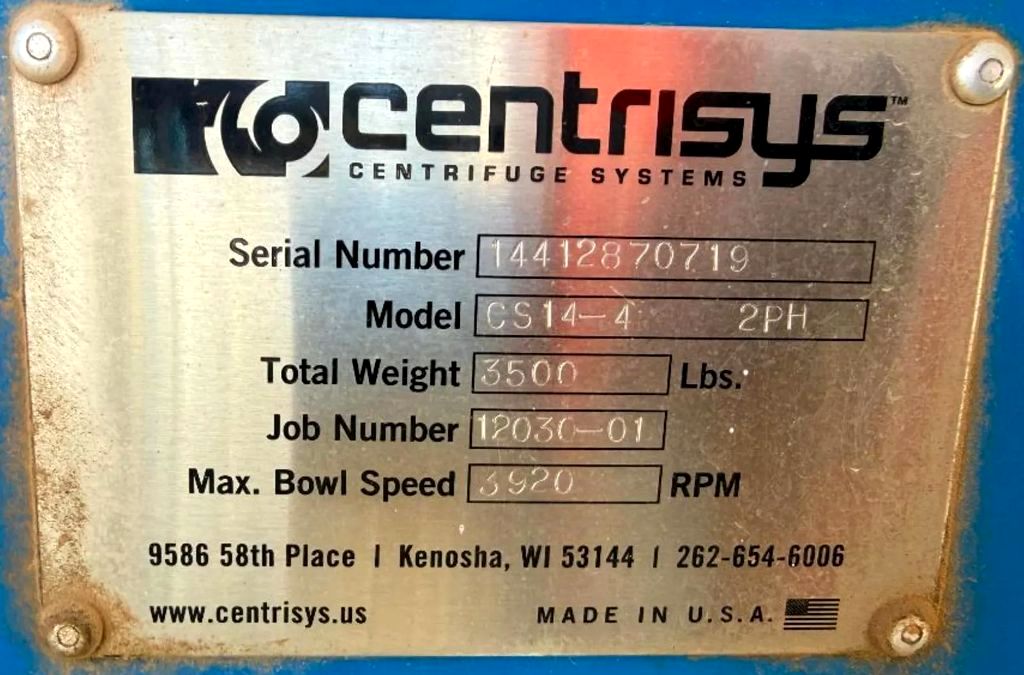 centrisys™
CENTRIFUGE SYSTEMS
Serial Number 14412870719
Model CS14-4 2PH
Total Weight 3500 Lbs.
Job Number 12030-01
Max. Bowl Speed 3920 RPM
9586 58th Place | Kenosha, WI 53144 | 262-654-6006
www.centrisys.us MADE IN U.S.A.